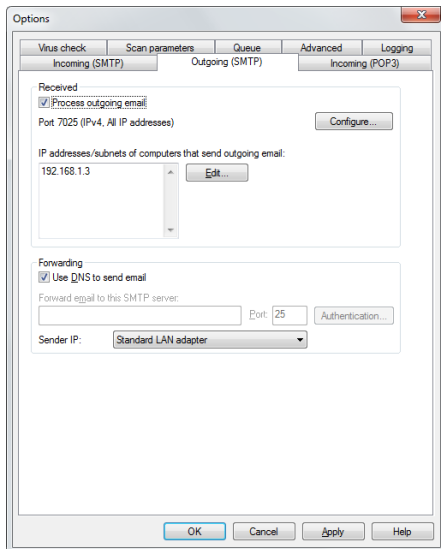 Options
Virus check Scan parameters Queue Advanced Logging
Incoming (SMTP) Outgoing (SMTP) Incoming (POP3)
Received
Process outgoing email
Port 7025 (IPv4, All IP addresses) Configure...
IP addresses/subnets of computers that send outgoing email:
192.168.1.3 Edit...
Forwarding
Use DNS to send email
Forward email to this SMTP server:
Port: 25 Authentication...
Sender IP: Standard LAN adapter
OK Cancel Apply Help